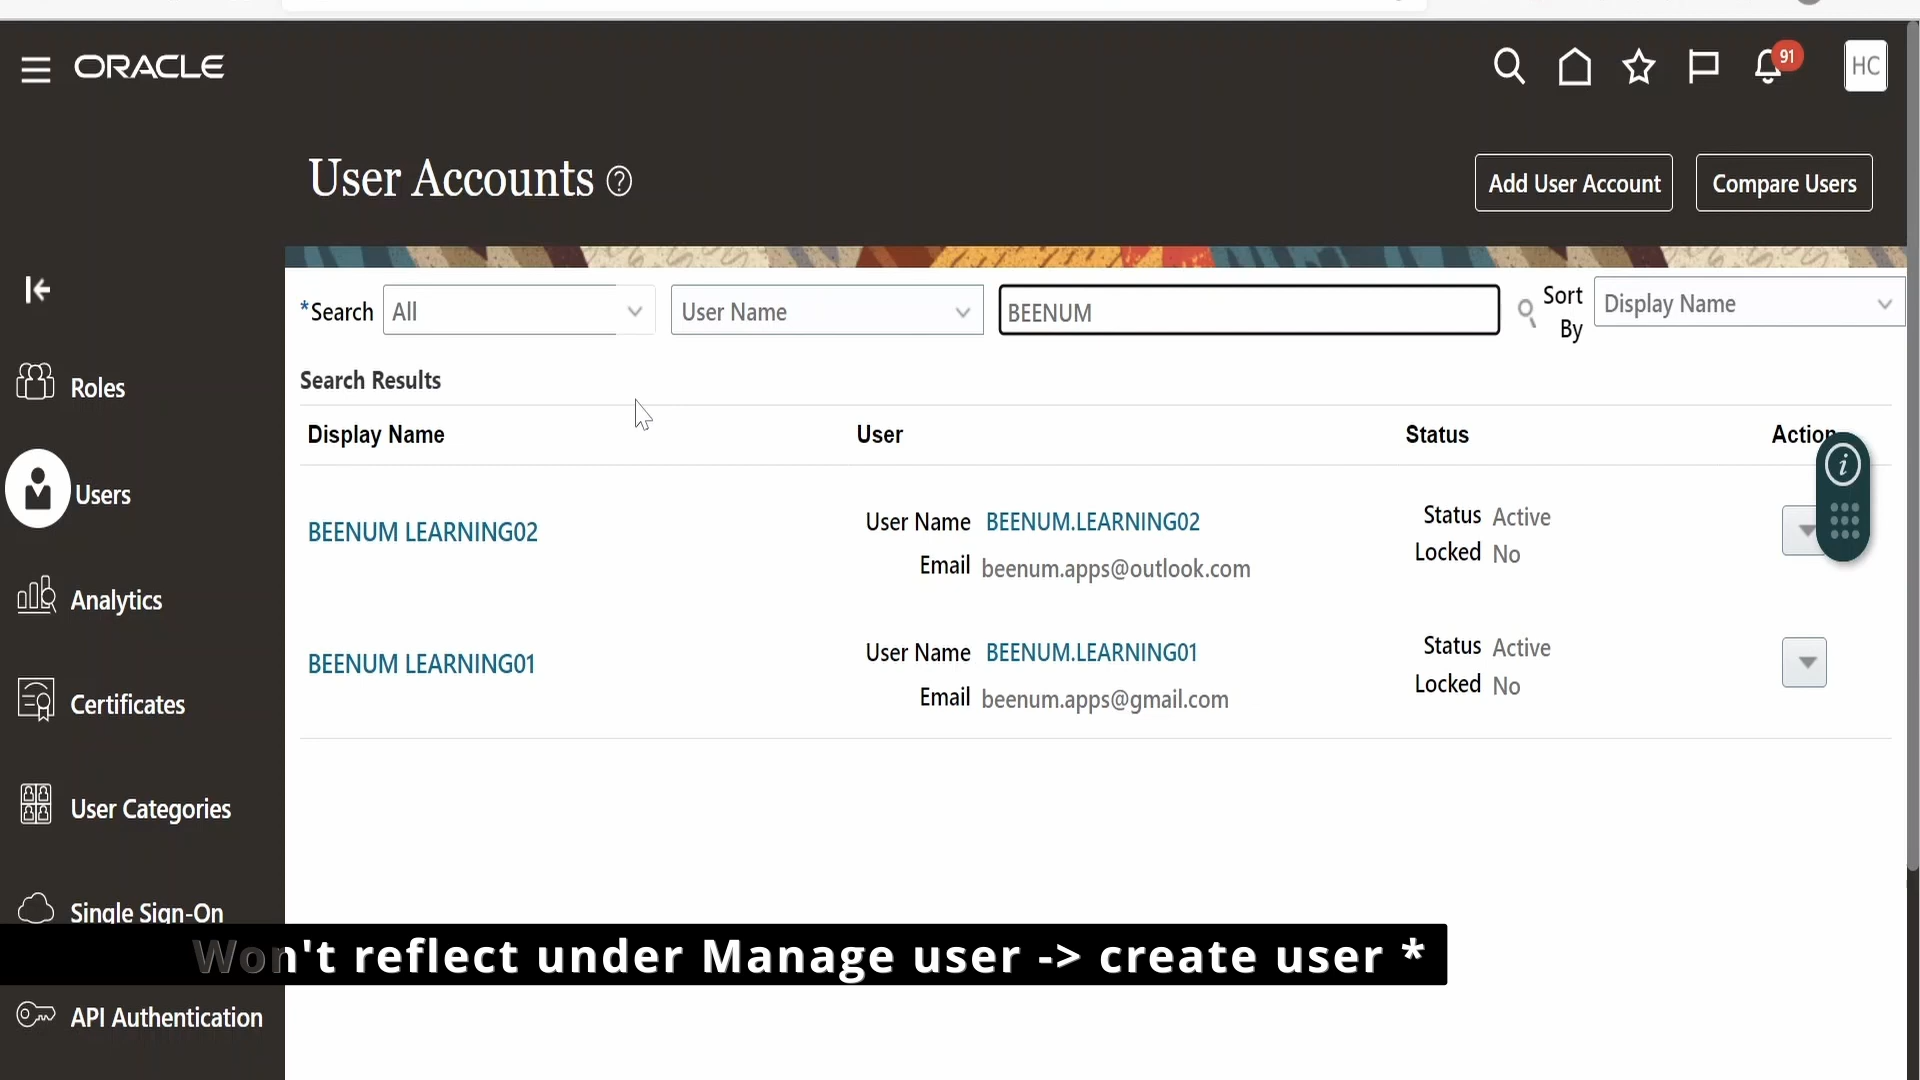 ORACLE
91
HC
User Accounts ?
Add User Account
Compare Users
*Search
All
User Name
BEENUM
Sort By
Display Name
Search Results
Display Name
User
Status
Action
BEENUM LEARNING02
User Name BEENUM.LEARNING02
Email beenum.apps@outlook.com
Status Active
Locked No
i
BEENUM LEARNING01
User Name BEENUM.LEARNING01
Email beenum.apps@gmail.com
Status Active
Locked No
Roles
Users
Analytics
Certificates
User Categories
Single Sign-On
API Authentication
Won't reflect under Manage user -> create user *